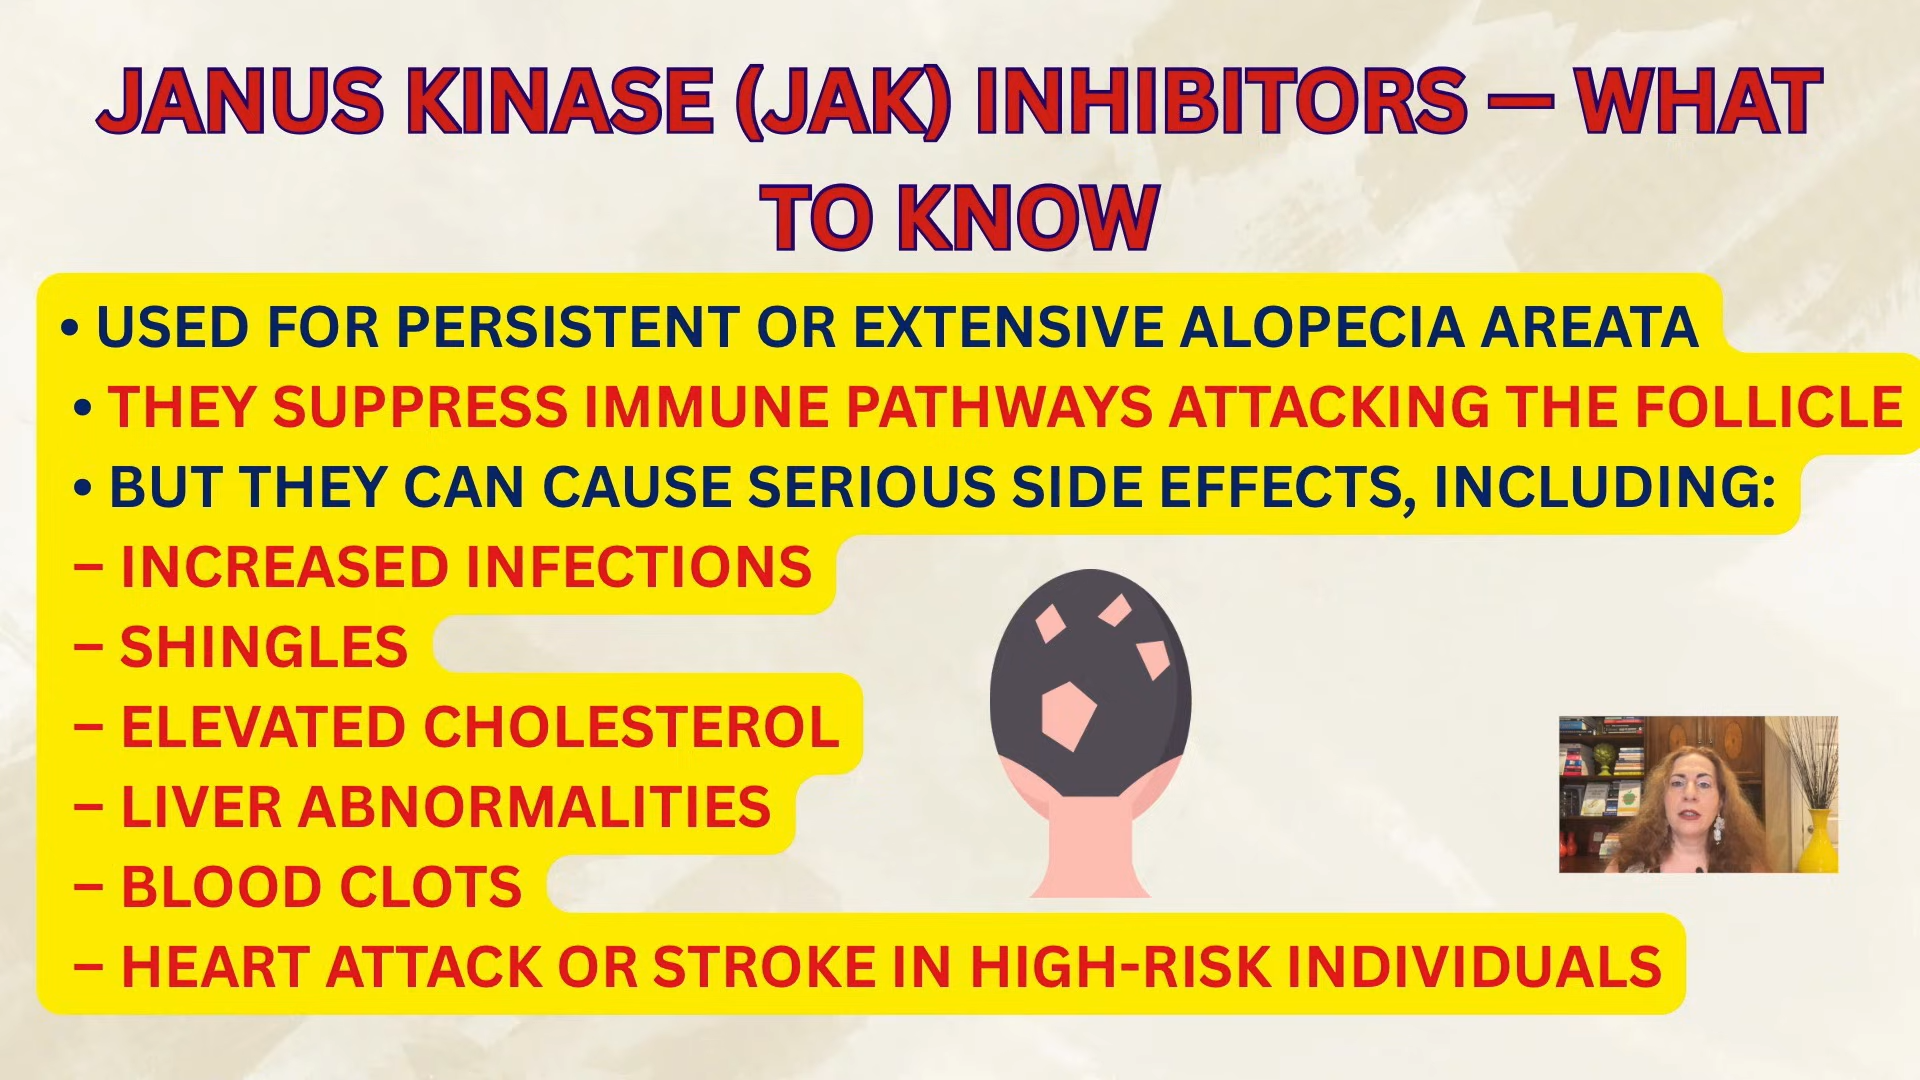 JANUS KINASE (JAK) INHIBITORS — WHAT
TO KNOW
• USED FOR PERSISTENT OR EXTENSIVE ALOPECIA AREATA
• THEY SUPPRESS IMMUNE PATHWAYS ATTACKING THE FOLLICLE
• BUT THEY CAN CAUSE SERIOUS SIDE EFFECTS, INCLUDING:
– INCREASED INFECTIONS
– SHINGLES
– ELEVATED CHOLESTEROL
– LIVER ABNORMALITIES
– BLOOD CLOTS
– HEART ATTACK OR STROKE IN HIGH-RISK INDIVIDUALS